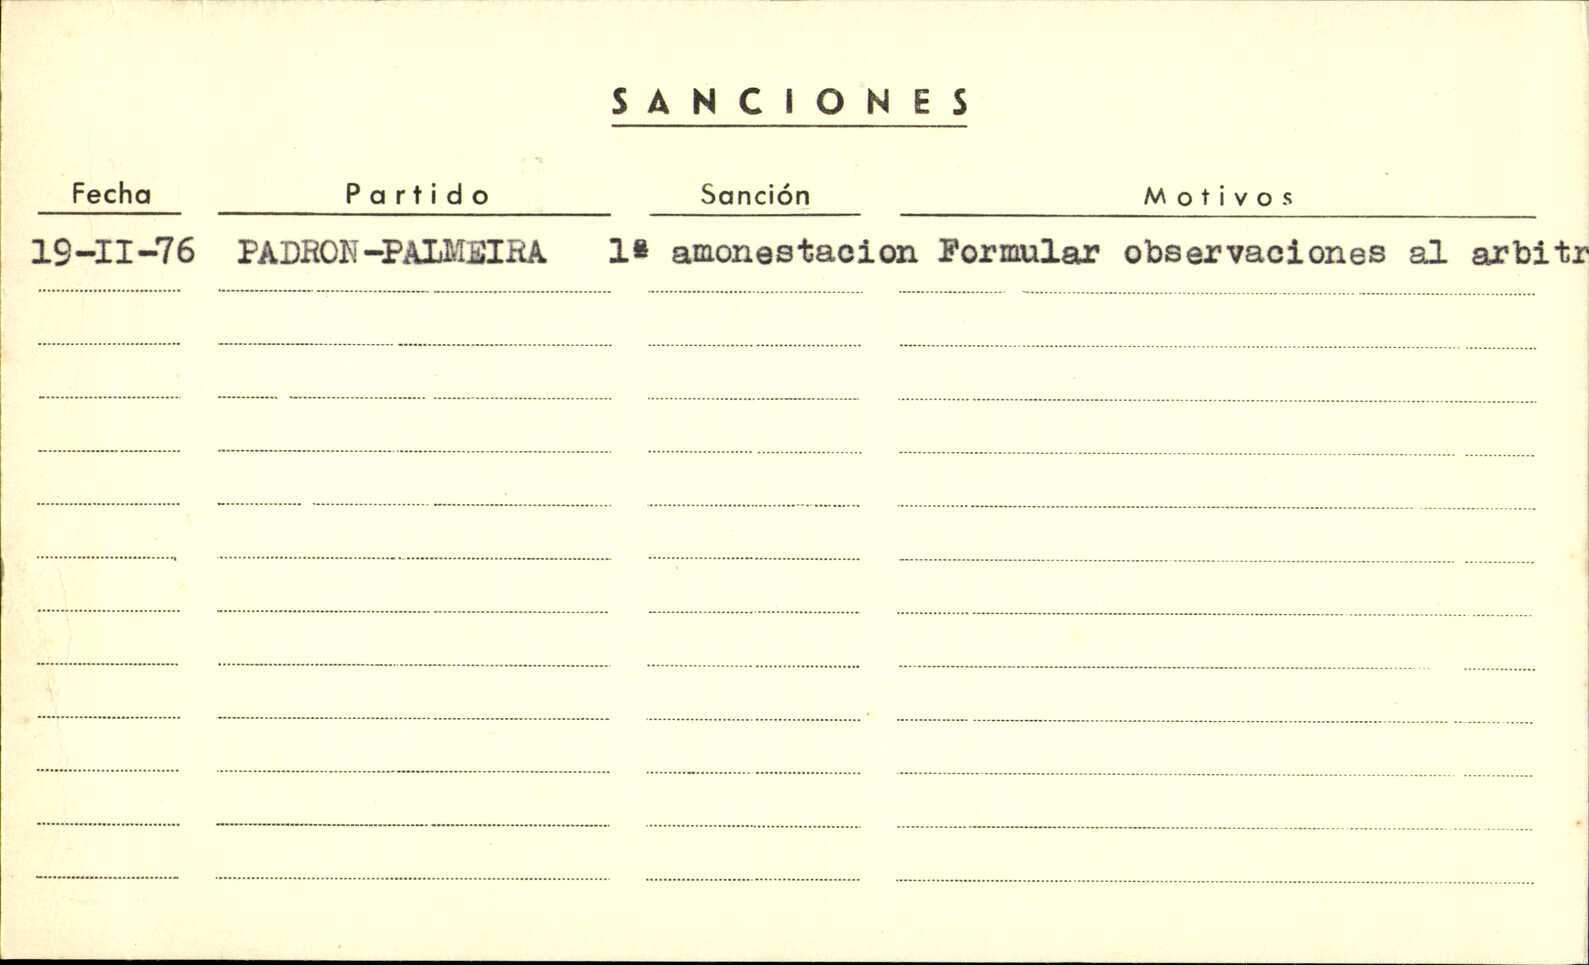 SANCIONES
Fecha Partido Sanción Motivos
19-II-76 PADRON-PALMEIRA 1ª amonestacion Formular observaciones al arbitr